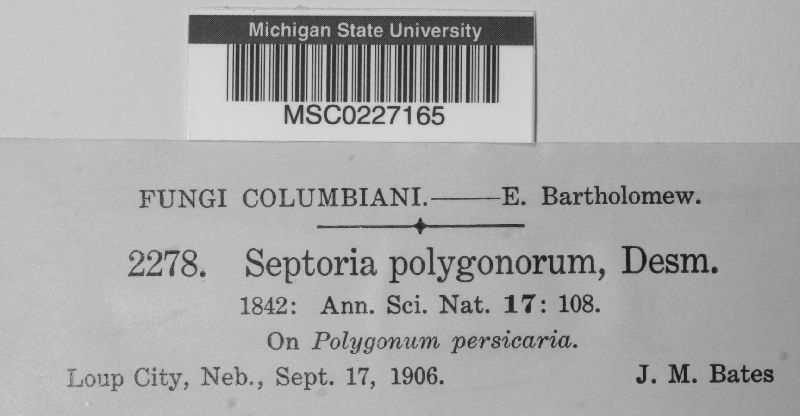 Michigan State University
MSC0227165
FUNGI COLUMBIANI.——E. Bartholomew.
2278. Septoria polygonorum, Desm.
1842: Ann. Sci. Nat. 17: 108.
On Polygonum persicaria.
Loup City, Neb., Sept. 17, 1906. J. M. Bates